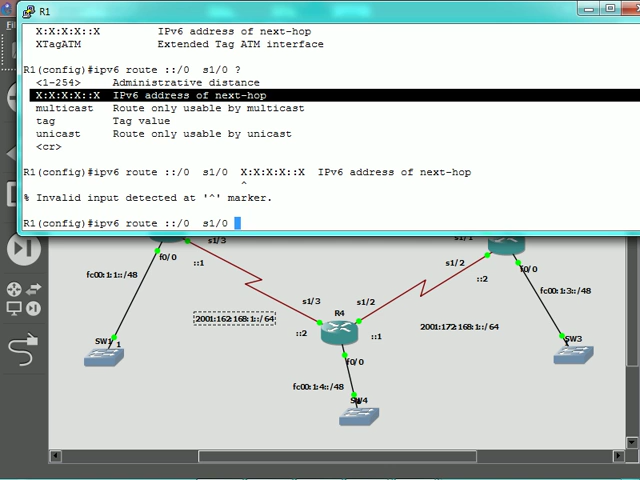 R1
X:X:X:X::X IPv6 address of next-hop
XTagATM Extended Tag ATM interface
R1(config)#ipv6 route ::/0 s1/0 ?
<1-254> Administrative distance
X:X:X:X::X IPv6 address of next-hop
multicast Route only usable by multicast
tag Tag value
unicast Route only usable by unicast
<cr>
R1(config)#ipv6 route ::/0 s1/0 X:X:X:X::X IPv6 address of next-hop
^
% Invalid input detected at '^' marker.
R1(config)#ipv6 route ::/0 s1/0
s1/3
s1/1
f0/0
::1
s1/2
::2
f0/0
fc00:1:1::/48
fc00:1:3::/48
s1/3
s1/2
2001:162:168:1::/64
R4
2001:172:168:1::/64
::2
::1
SW1
1
SW3
f0/0
fc00:1:4::/48
SW4